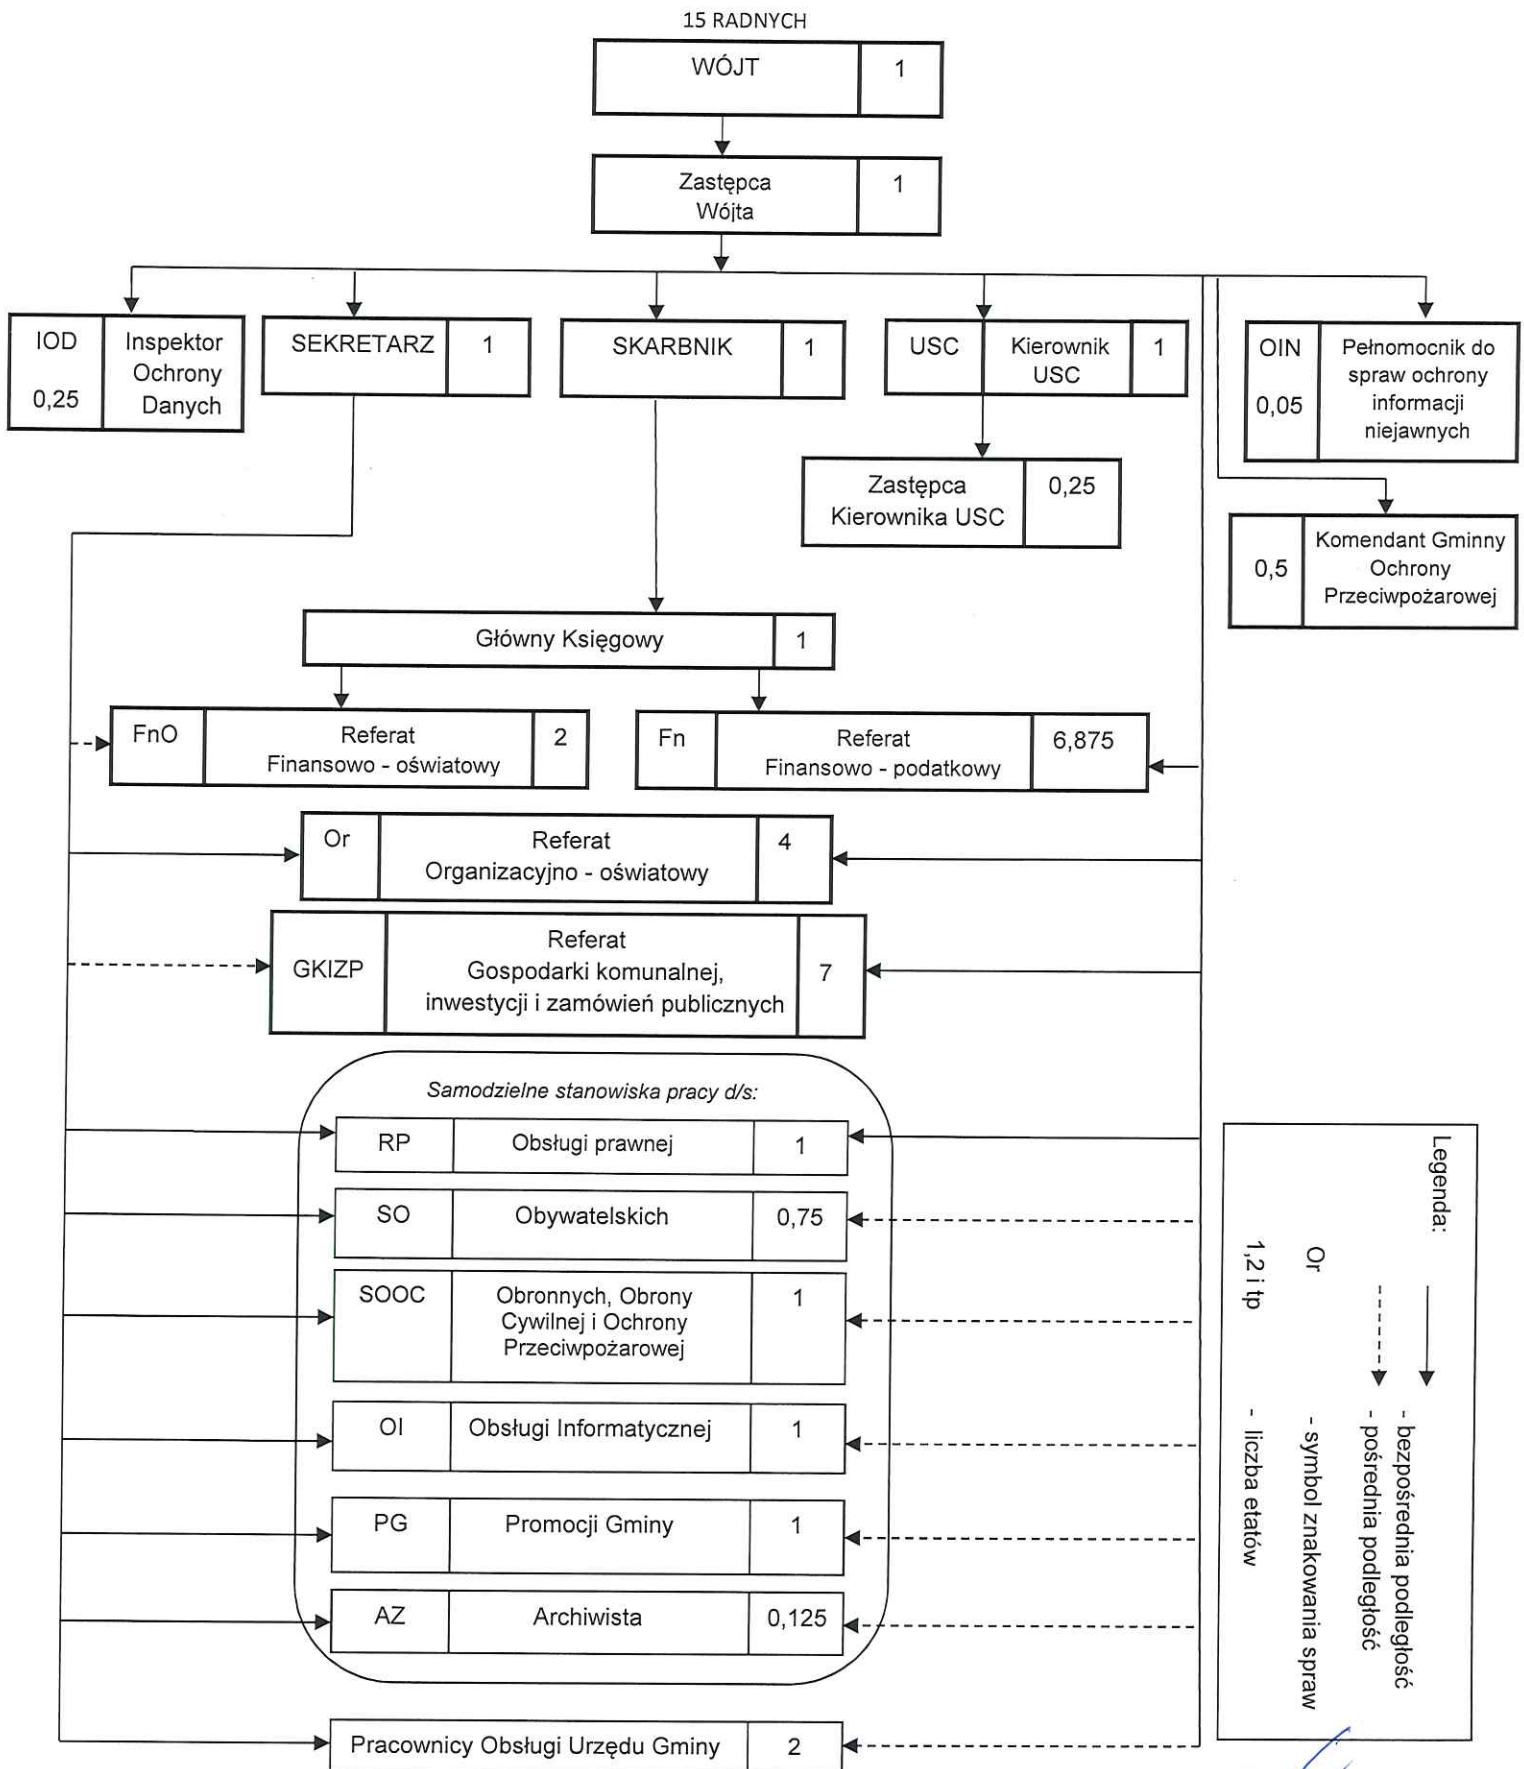 15 RADNYCH
WÓJT 1
Zastępca 1
Wójta
IOD Inspektor
Ochrony
0,25 Danych
SEKRETARZ 1
SKARBNIK 1
USC Kierownik 1
USC
OIN Pełnomocnik do
spraw ochrony
0,05 informacji
niejawnych
Zastępca 0,25
Kierownika USC
Komendant Gminny
0,5 Ochrony
Przeciwpożarowej
Główny Księgowy 1
FnO Referat 2
Finansowo - oświatowy
Fn Referat 6,875
Finansowo - podatkowy
Or Referat 4
Organizacyjno - oświatowy
Referat
GKIZP Gospodarki komunalnej, 7
inwestycji i zamówień publicznych
Samodzielne stanowiska pracy d/s:
RP Obsługi prawnej 1
SO Obywatelskich 0,75
SOOC Obronnych, Obrony 1
Cywilnej i Ochrony
Przeciwpożarowej
OI Obsługi Informatycznej 1
PG Promocji Gminy 1
AZ Archiwista 0,125
Pracownicy Obsługi Urzędu Gminy 2
Legenda:
- bezpośrednia podległość
- pośrednia podległość
Or - symbol znakowania spraw
1,2 i tp - liczba etatów